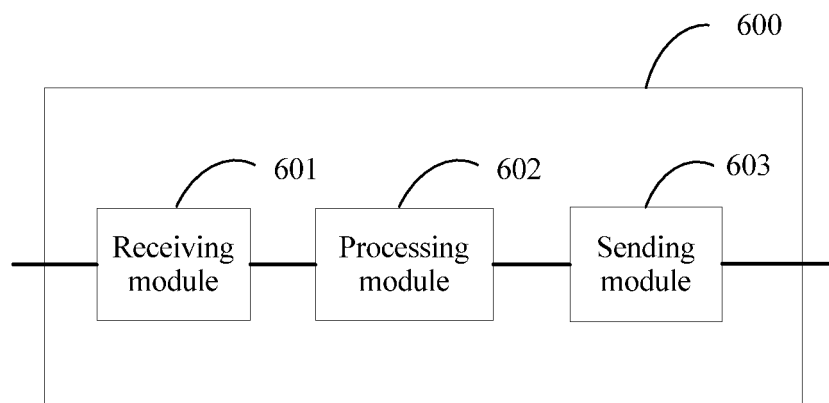 600
601
602
603
Receiving
module
Processing
module
Sending
module